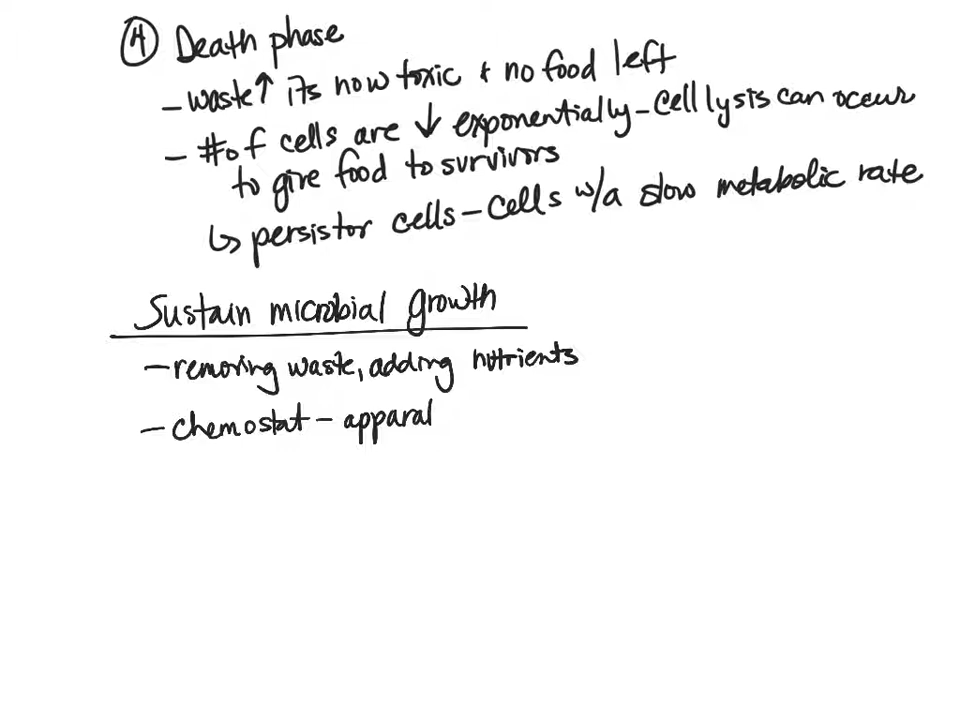 ④ Death phase
- waste↑ its now toxic & no food left
- # of cells are ↓ exponentially - Cell lysis can occur
to give food to survivors
↳ persistor cells - cells w/a slow metabolic rate
Sustain microbial growth
- removing waste, adding nutrients
- chemostat - apparal